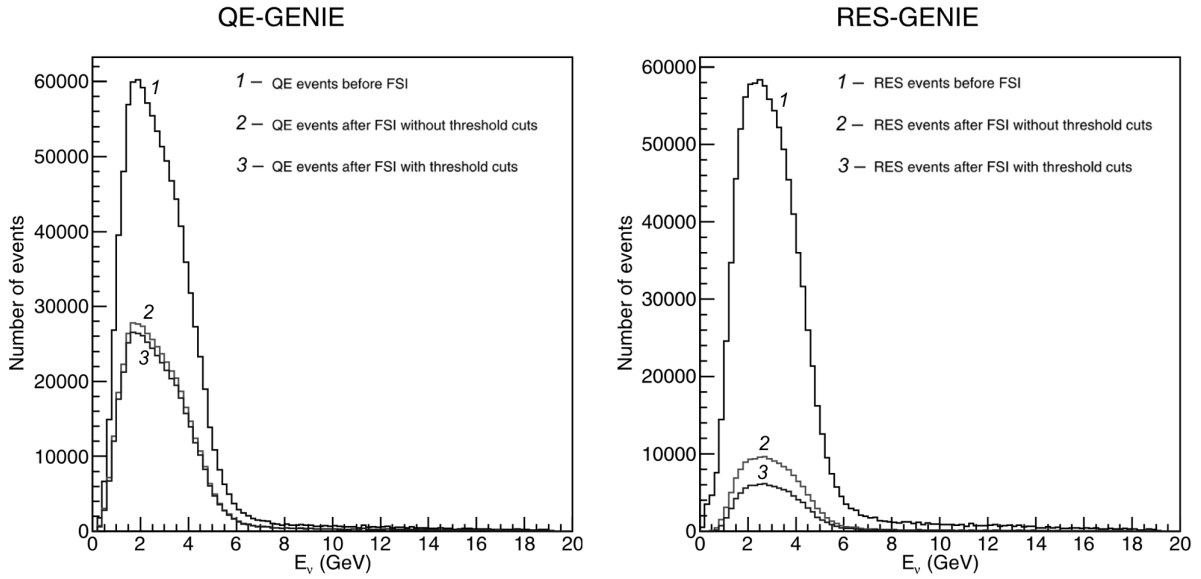 QE-GENIE
60000
50000
40000
30000
20000
10000
0
Number of events
1 — QE events before FSI
2 — QE events after FSI without threshold cuts
3 — QE events after FSI with threshold cuts
1
2
3
0 2 4 6 8 10 12 14 16 18 20
Eν (GeV)
RES-GENIE
60000
50000
40000
30000
20000
10000
0
Number of events
1 — RES events before FSI
2 — RES events after FSI without threshold cuts
3 — RES events after FSI with threshold cuts
1
2
3
0 2 4 6 8 10 12 14 16 18 20
Eν (GeV)